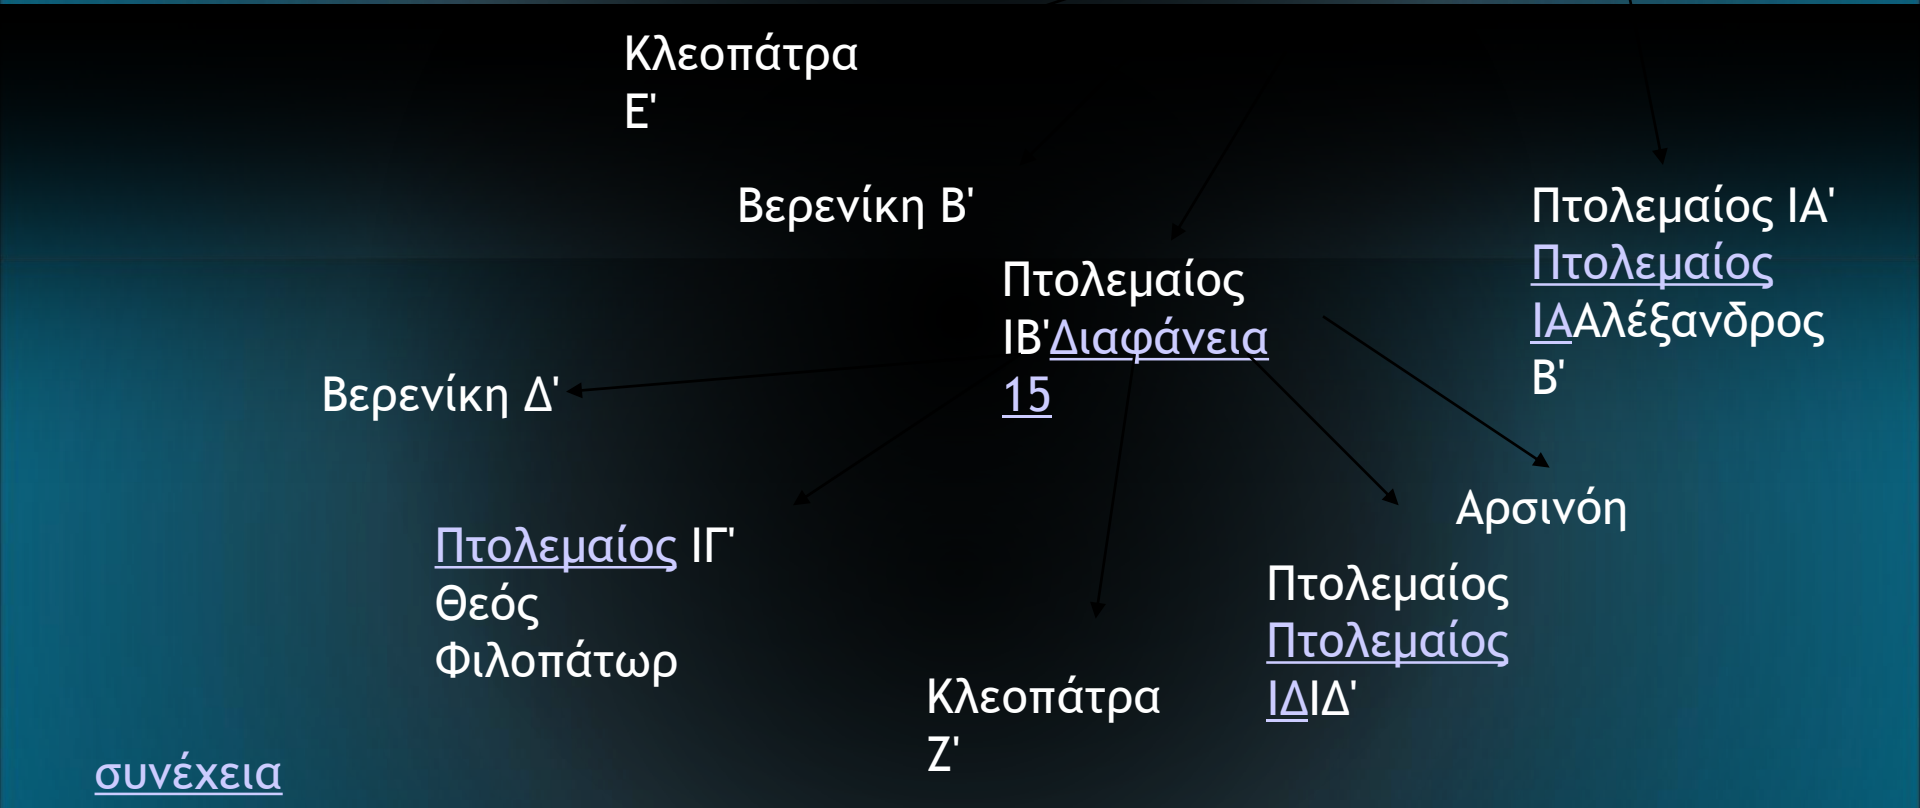 Κλεοπάτρα
Ε'
Βερενίκη Β'
Πτολεμαίος ΙΑ'
Πτολεμαίος
ΙΑΑλέξανδρος
Β'
Πτολεμαίος
ΙΒ'Διαφάνεια
15
Βερενίκη Δ'
Αρσινόη
Πτολεμαίος ΙΓ'
Θεός
Φιλοπάτωρ
Πτολεμαίος
Πτολεμαίος
ΙΔΙΔ'
Κλεοπάτρα
Ζ'
συνέχεια